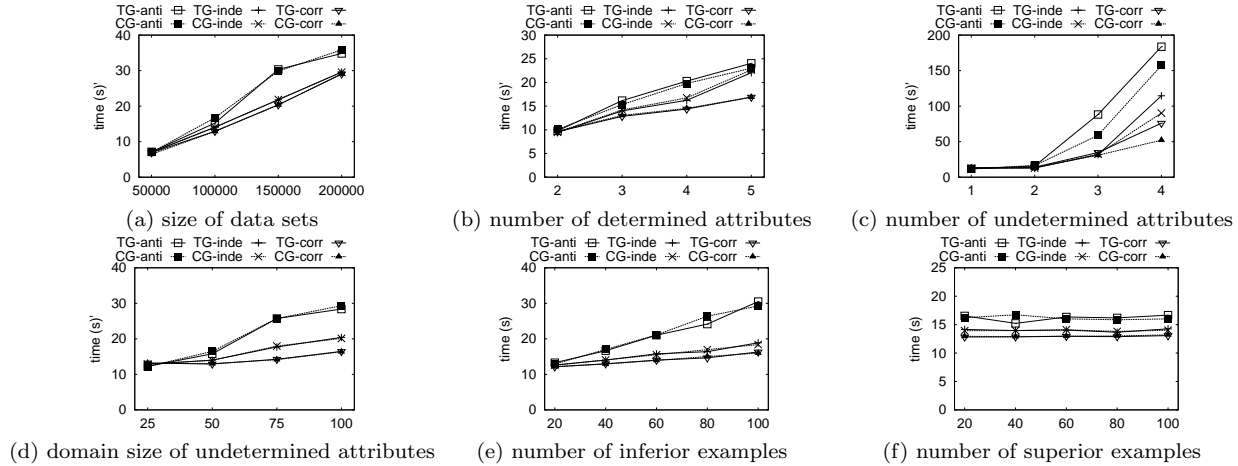 TG-anti TG-inde TG-corr
CG-anti CG-inde CG-corr
40
30
20
10
0
time (s)'
50000 100000 150000 200000
(a) size of data sets
TG-anti TG-inde TG-corr
CG-anti CG-inde CG-corr
30
25
20
15
10
5
0
time (s)'
2 3 4 5
(b) number of determined attributes
TG-anti TG-inde TG-corr
CG-anti CG-inde CG-corr
200
150
100
50
0
time (s)'
1 2 3 4
(c) number of undetermined attributes
TG-anti TG-inde TG-corr
CG-anti CG-inde CG-corr
40
30
20
10
0
time (s)'
25 50 75 100
(d) domain size of undetermined attributes
TG-anti TG-inde TG-corr
CG-anti CG-inde CG-corr
40
30
20
10
0
time (s)
20 40 60 80 100
(e) number of inferior examples
TG-anti TG-inde TG-corr
CG-anti CG-inde CG-corr
25
20
15
10
5
0
time (s)
20 40 60 80 100
(f) number of superior examples